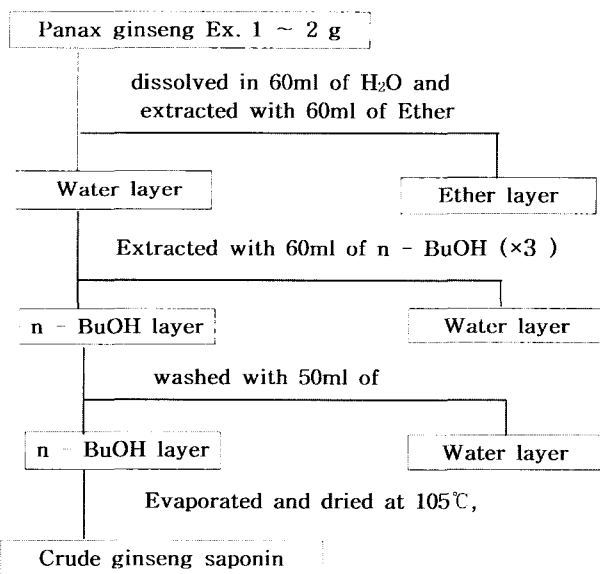 Panax ginseng Ex. 1 ~ 2 g
dissolved in 60ml of H₂O and
extracted with 60ml of Ether
Water layer
Ether layer
Extracted with 60ml of n - BuOH (×3 )
n - BuOH layer
Water layer
washed with 50ml of
n - BuOH layer
Water layer
Evaporated and dried at 105℃,
Crude ginseng saponin